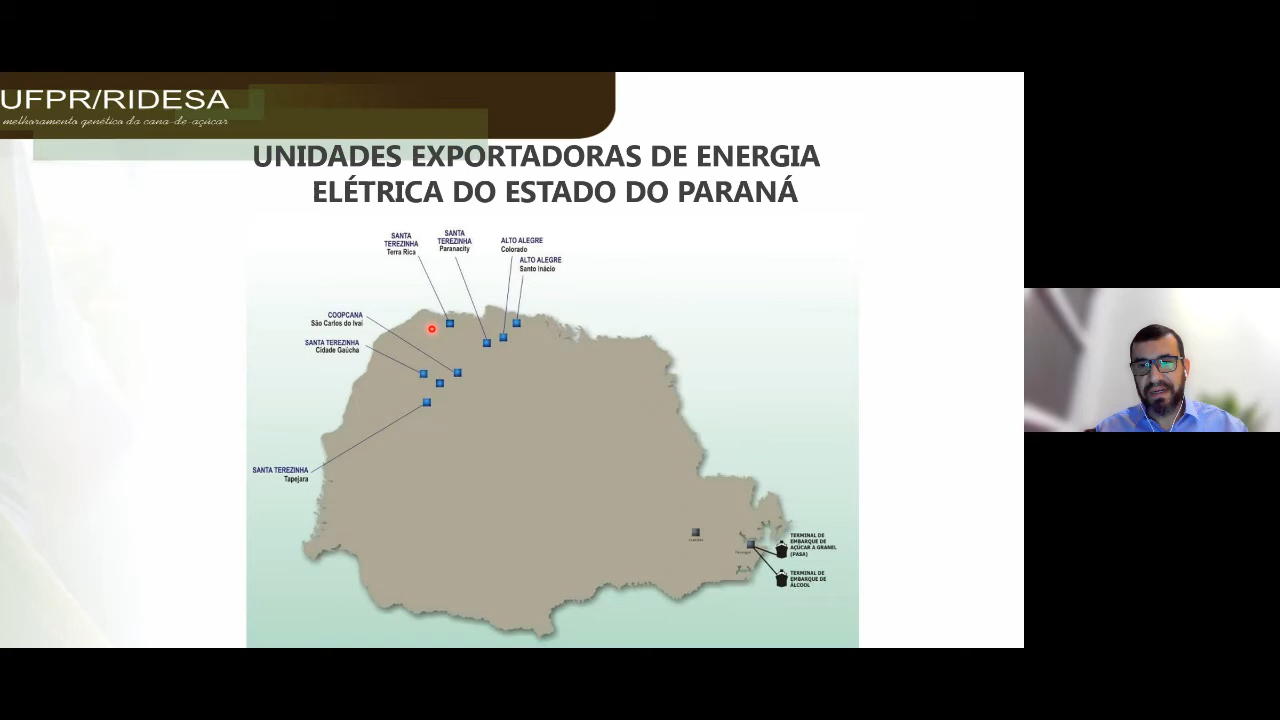 UFPR/RIDESA
melhoramento genético da cana-de-açúcar
UNIDADES EXPORTADORAS DE ENERGIA
ELÉTRICA DO ESTADO DO PARANÁ
SANTA
TEREZINHA
Terra Rica
SANTA
TEREZINHA
Paranacity
ALTO ALEGRE
Colorado
ALTO ALEGRE
Santo Inácio
COOPCANA
São Carlos do Ivaí
SANTA TEREZINHA
Cidade Gaúcha
SANTA TEREZINHA
Tapejara
TERMINAL DE
EMBARQUE DE
AÇÚCAR A GRANEL
(PASA)
TERMINAL DE
EMBARQUE DE
ÁLCOOL